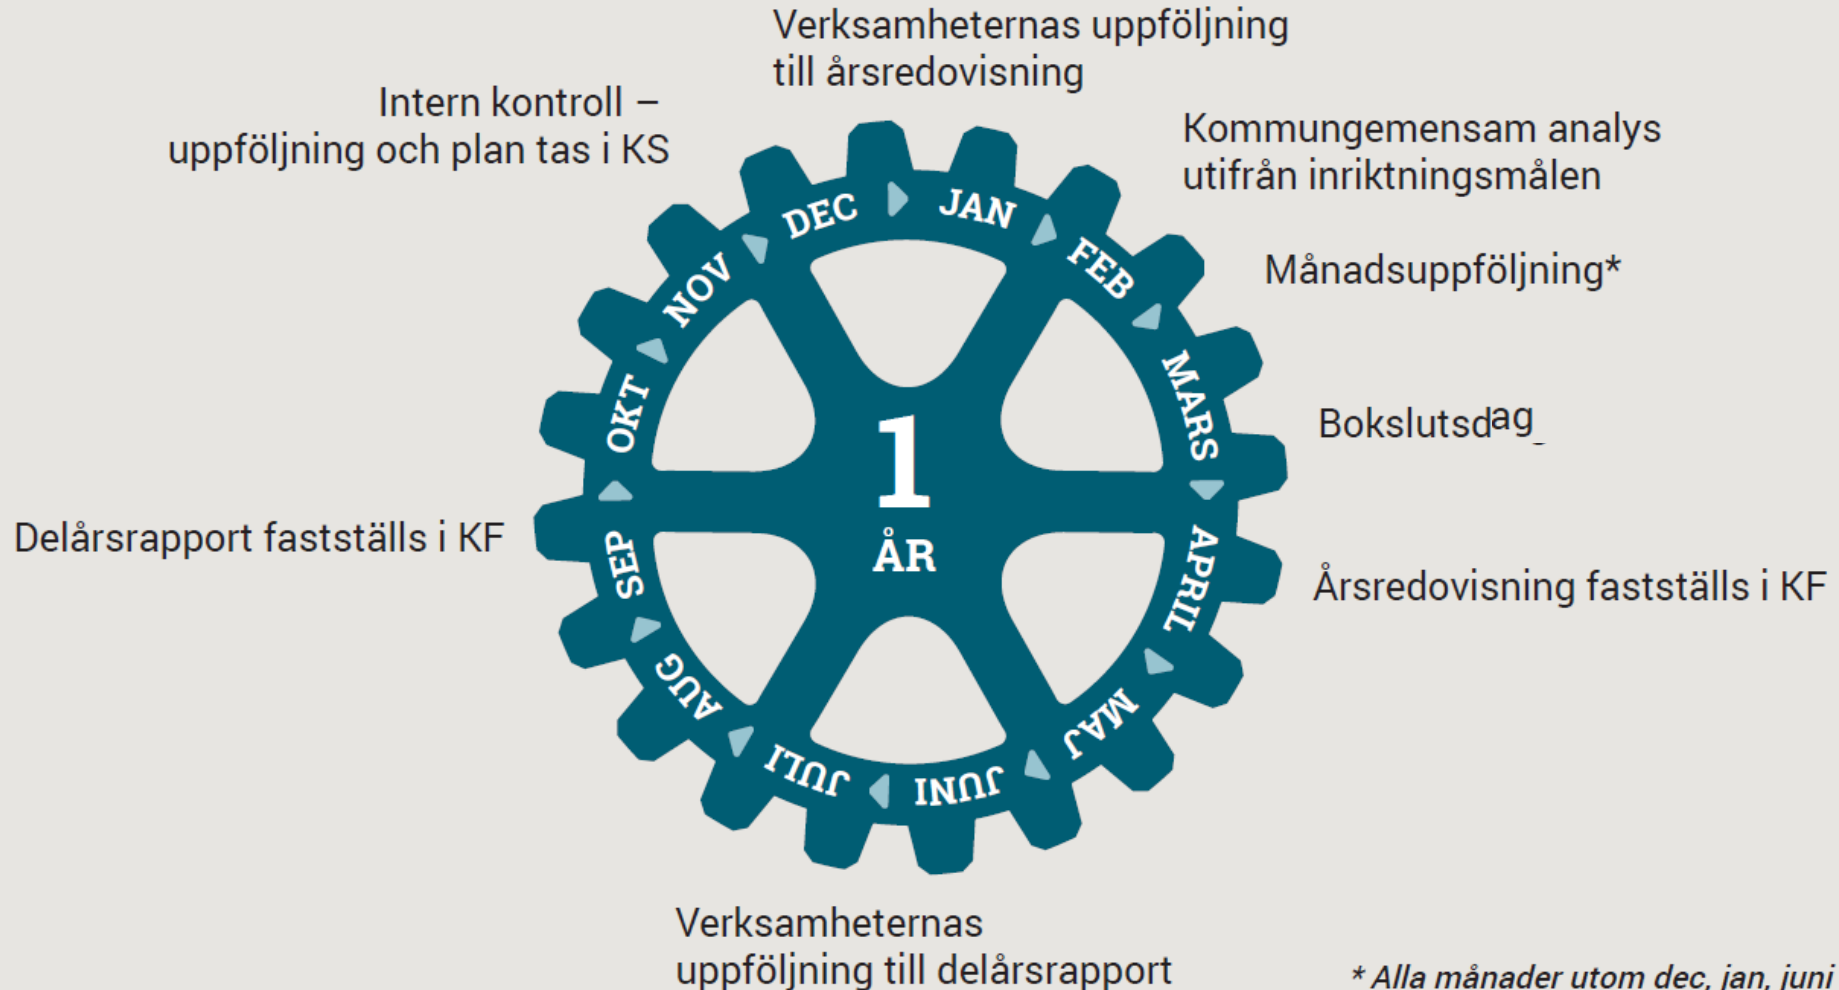 Verksamheternas uppföljning
till årsredovisning
Intern kontroll –
uppföljning och plan tas i KS
Kommungemensam analys
utifrån inriktningsmålen
Månadsuppföljning*
Bokslutsdag
Årsredovisning fastställs i KF
Delårsrapport fastställs i KF
JAN
FEB
MARS
APRIL
MAJ
JUNI
JULI
AUG
SEP
OKT
NOV
DEC
1
ÅR
Verksamheternas
uppföljning till delårsrapport
* Alla månader utom dec, jan, juni